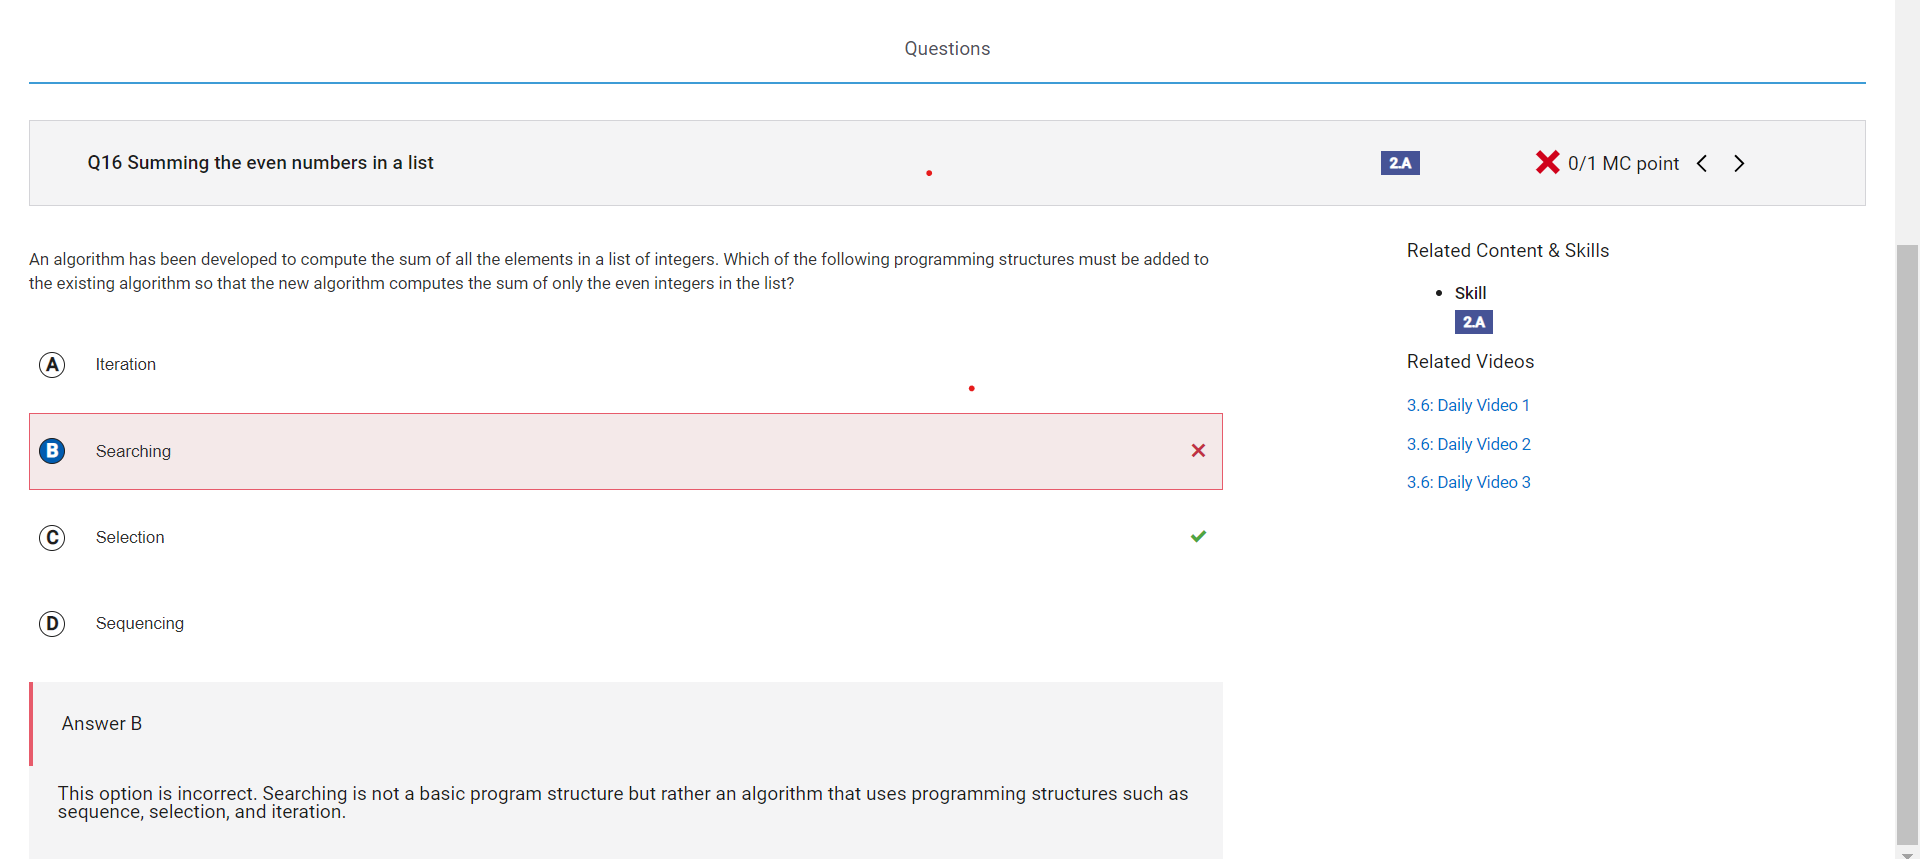 Questions
Q16 Summing the even numbers in a list
2.A
0/1 MC point
An algorithm has been developed to compute the sum of all the elements in a list of integers. Which of the following programming structures must be added to
the existing algorithm so that the new algorithm computes the sum of only the even integers in the list?
A Iteration
B Searching
C Selection
D Sequencing
Answer B
This option is incorrect. Searching is not a basic program structure but rather an algorithm that uses programming structures such as
sequence, selection, and iteration.
Related Content & Skills
Skill
2.A
Related Videos
3.6: Daily Video 1
3.6: Daily Video 2
3.6: Daily Video 3